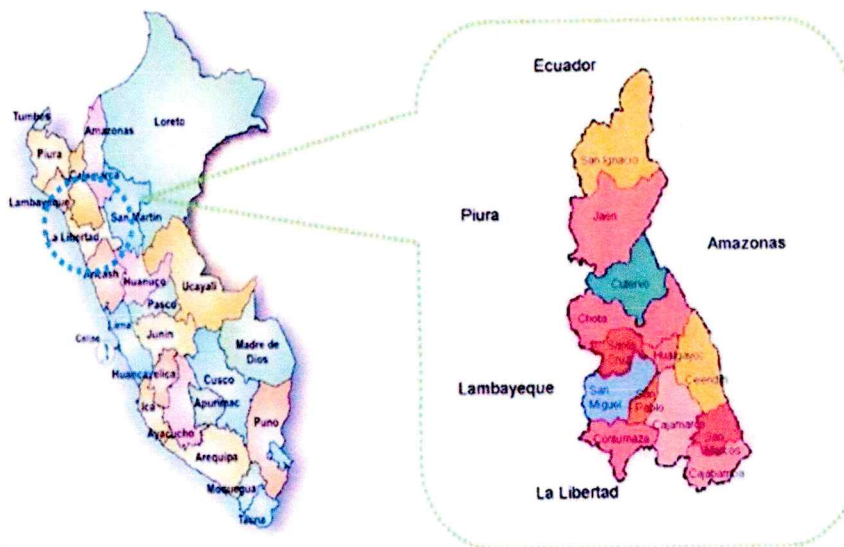 Tumbes
Piura
Amazonas
Loreto
Cajamarca
Lambayeque
San Martin
La Libertad
Ancash
Huanuco
Ucayali
Pasco
Lima
Junin
Callao
Madre de
Dios
Huancavelica
Cusco
Ica
Apurimac
Ayacucho
Puno
Arequipa
Moquegua
Tacna
Ecuador
San Ignacio
Piura
Jaen
Amazonas
Cutervo
Chota
Santa
Cruz
Hualgayoc
Celendin
Lambayeque
San
Miguel
San
Pablo
Cajamarca
Contumaza
San
Marcos
Cajabamba
La Libertad